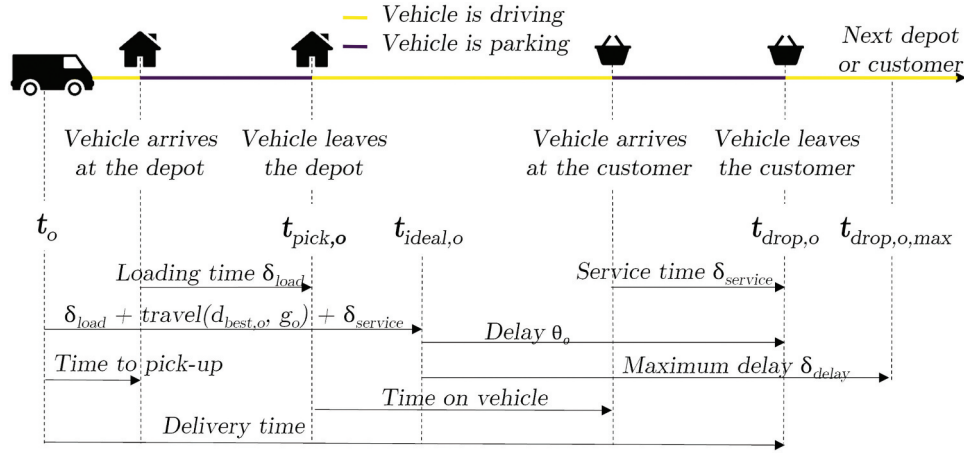 Vehicle is driving
Vehicle is parking
Next depot
or customer
Vehicle arrives
at the depot
Vehicle leaves
the depot
Vehicle arrives
at the customer
Vehicle leaves
the customer
t_o
t_pick,o
t_ideal,o
t_drop,o
t_drop,o,max
Loading time δ_load
Service time δ_service
δ_load + travel(d_best,o, g_o) + δ_service
Delay θ_o
Time to pick-up
Maximum delay δ_delay
Time on vehicle
Delivery time